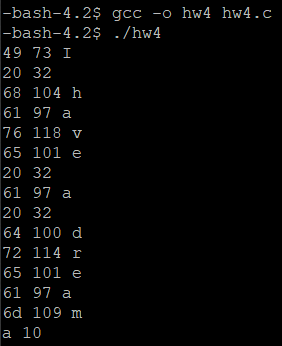 -bash-4.2$ gcc -o hw4 hw4.c
-bash-4.2$ ./hw4
49 73 I
20 32
68 104 h
61 97 a
76 118 v
65 101 e
20 32
61 97 a
20 32
64 100 d
72 114 r
65 101 e
61 97 a
6d 109 m
a 10